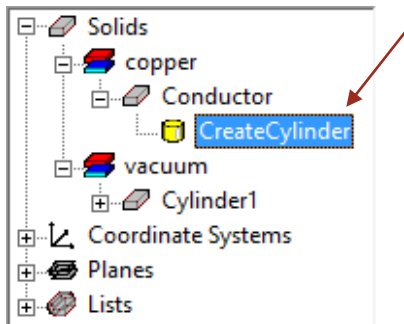 Solids
copper
Conductor
CreateCylinder
vacuum
Cylinder1
Coordinate Systems
Planes
Lists